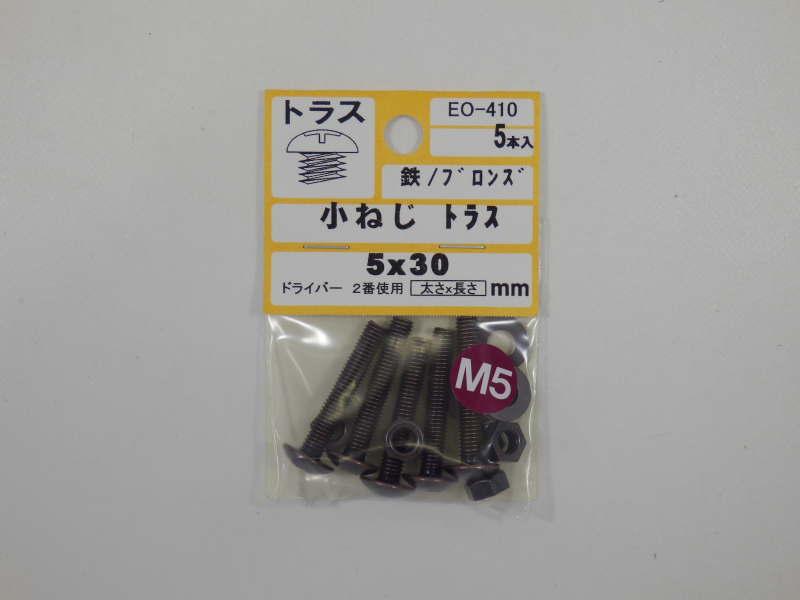 トラス
EO-410
5本入
鉄/ブロンズ
小ねじ トラス
5x30
ドライバー 2番使用 太さx長さ mm
M5